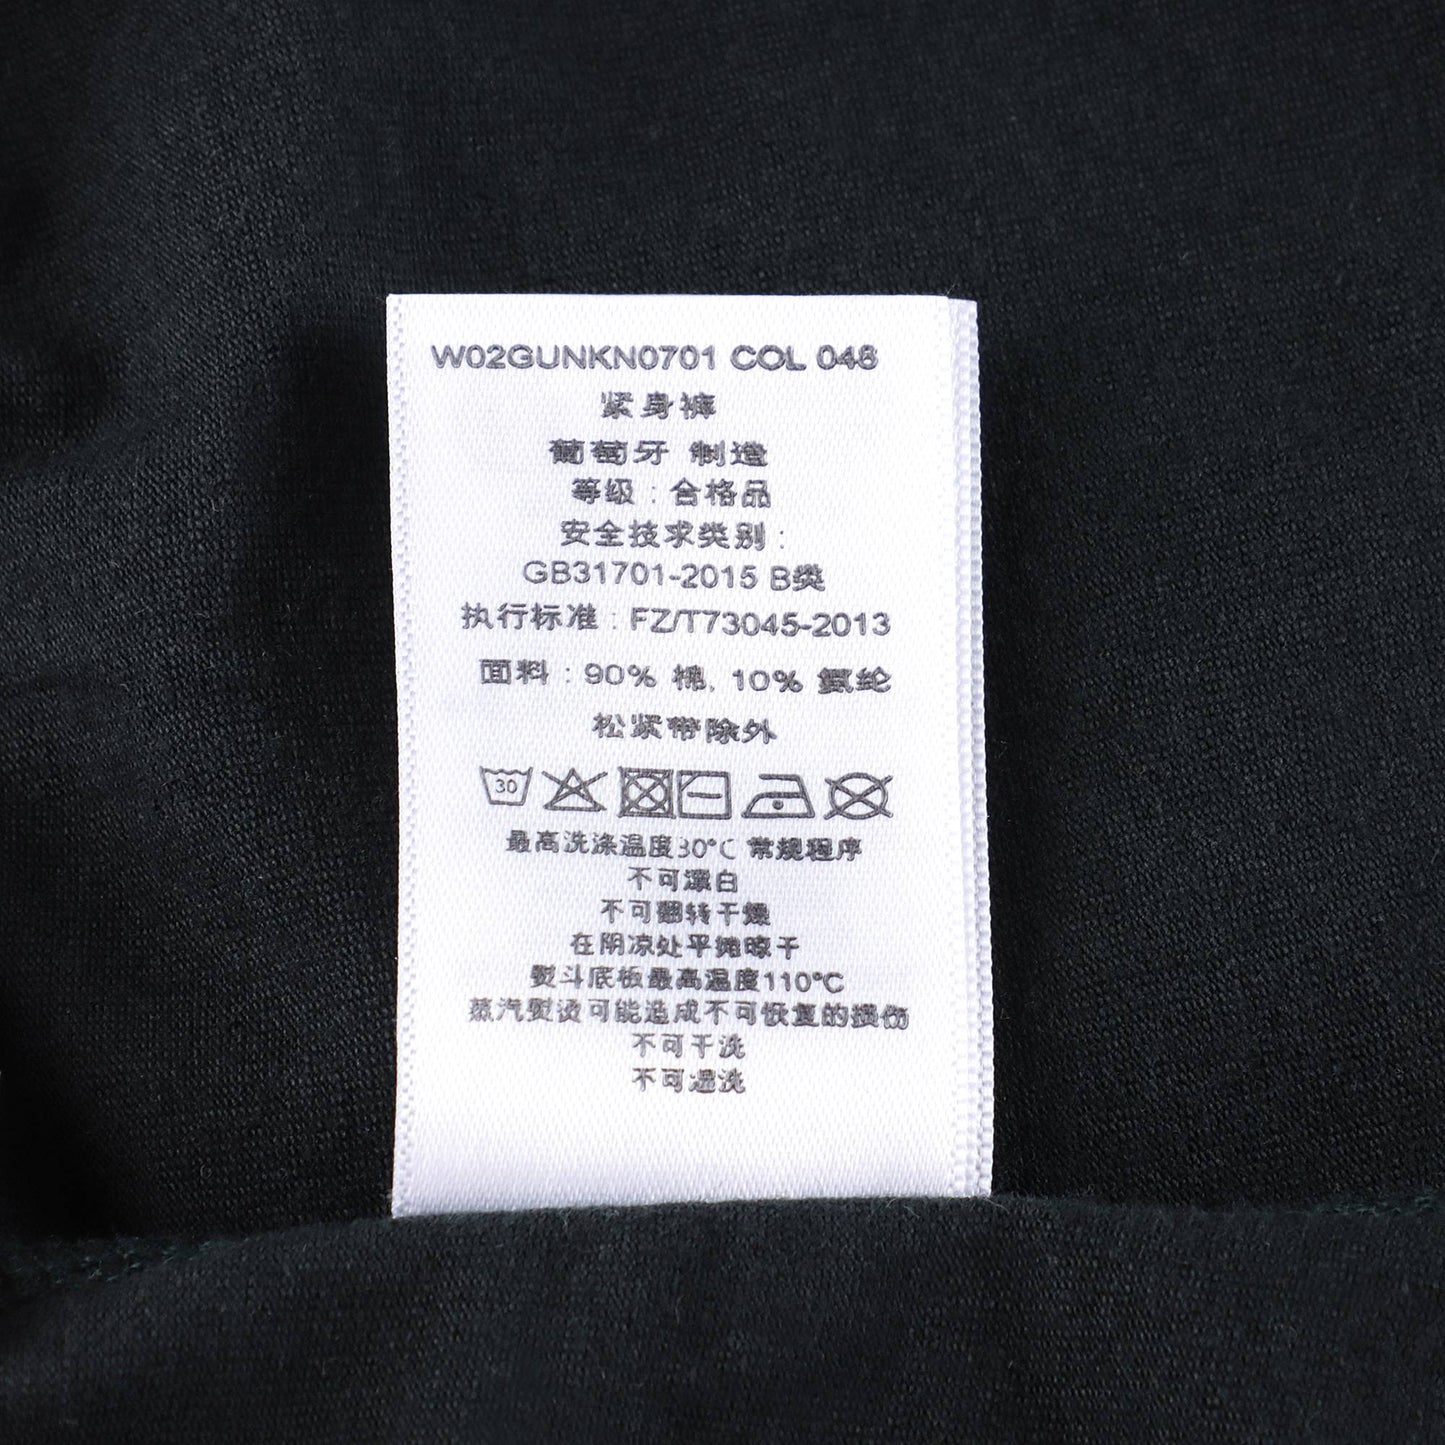 W02GUNKN0701 COL 048
紧身裤
葡萄牙 制造
等级：合格品
安全技术类别：
GB31701-2015 B类
执行标准：FZ/T73045-2013
面料：90% 棉, 10% 氨纶
松紧带除外
30
最高洗涤温度30°C 常规程序
不可漂白
不可翻转干燥
在阴凉处平摊晾干
熨斗底板最高温度110°C
蒸汽熨烫可能造成不可恢复的损伤
不可干洗
不可湿洗